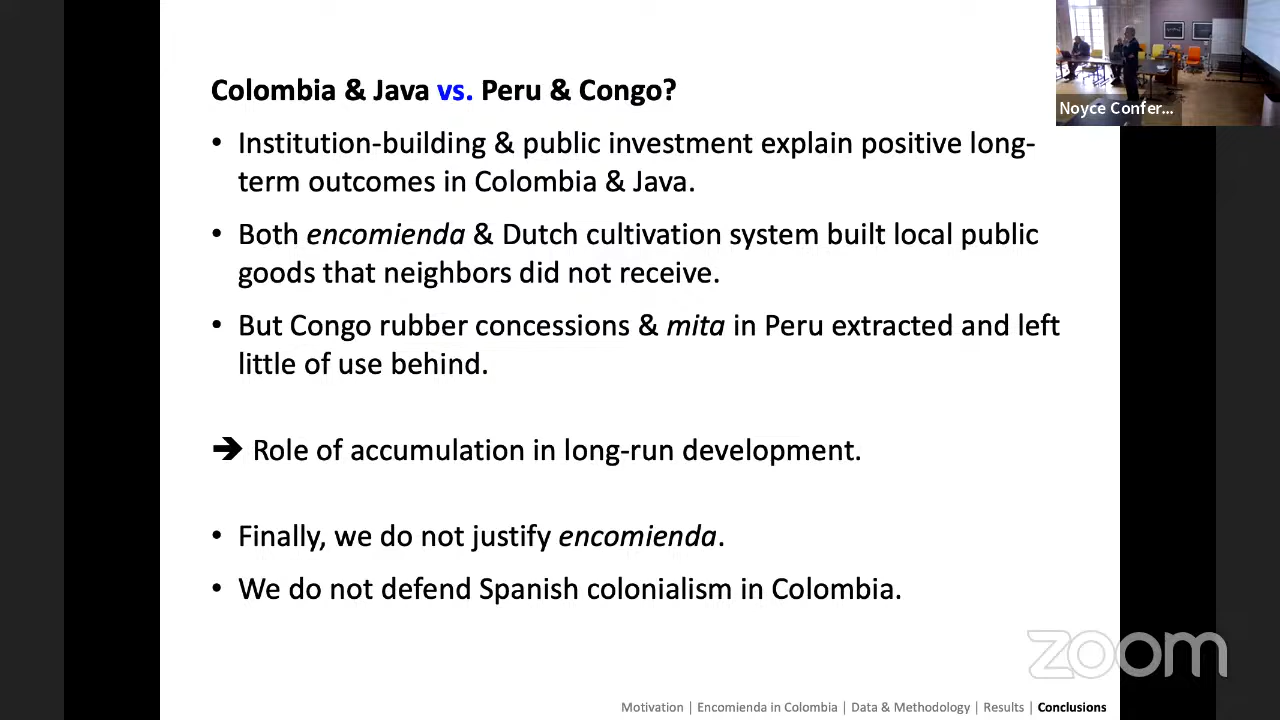 Colombia & Java vs. Peru & Congo?
• Institution-building & public investment explain positive long-
term outcomes in Colombia & Java.
• Both encomienda & Dutch cultivation system built local public
goods that neighbors did not receive.
• But Congo rubber concessions & mita in Peru extracted and left
little of use behind.
➔ Role of accumulation in long-run development.
• Finally, we do not justify encomienda.
• We do not defend Spanish colonialism in Colombia.
Noyce Confer...
zoom
Motivation | Encomienda in Colombia | Data & Methodology | Results | Conclusions